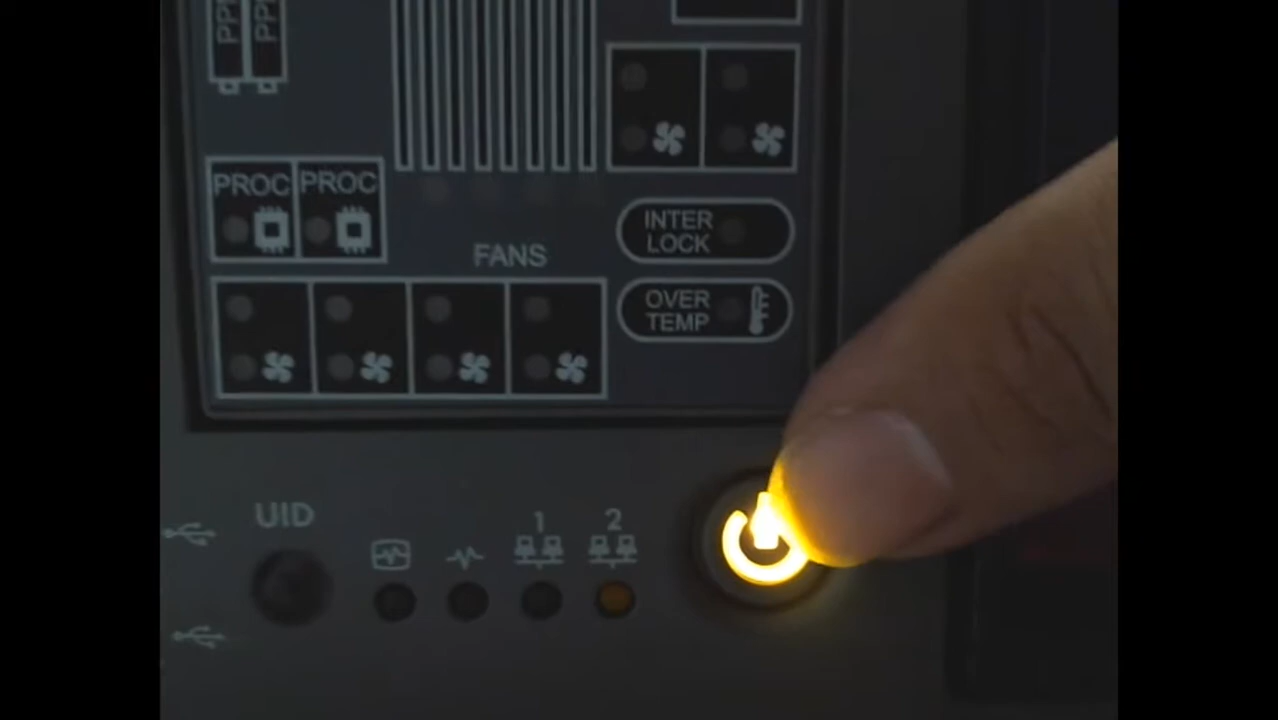 PROC PROC
INTER
LOCK
FANS
OVER
TEMP
UID
1
2